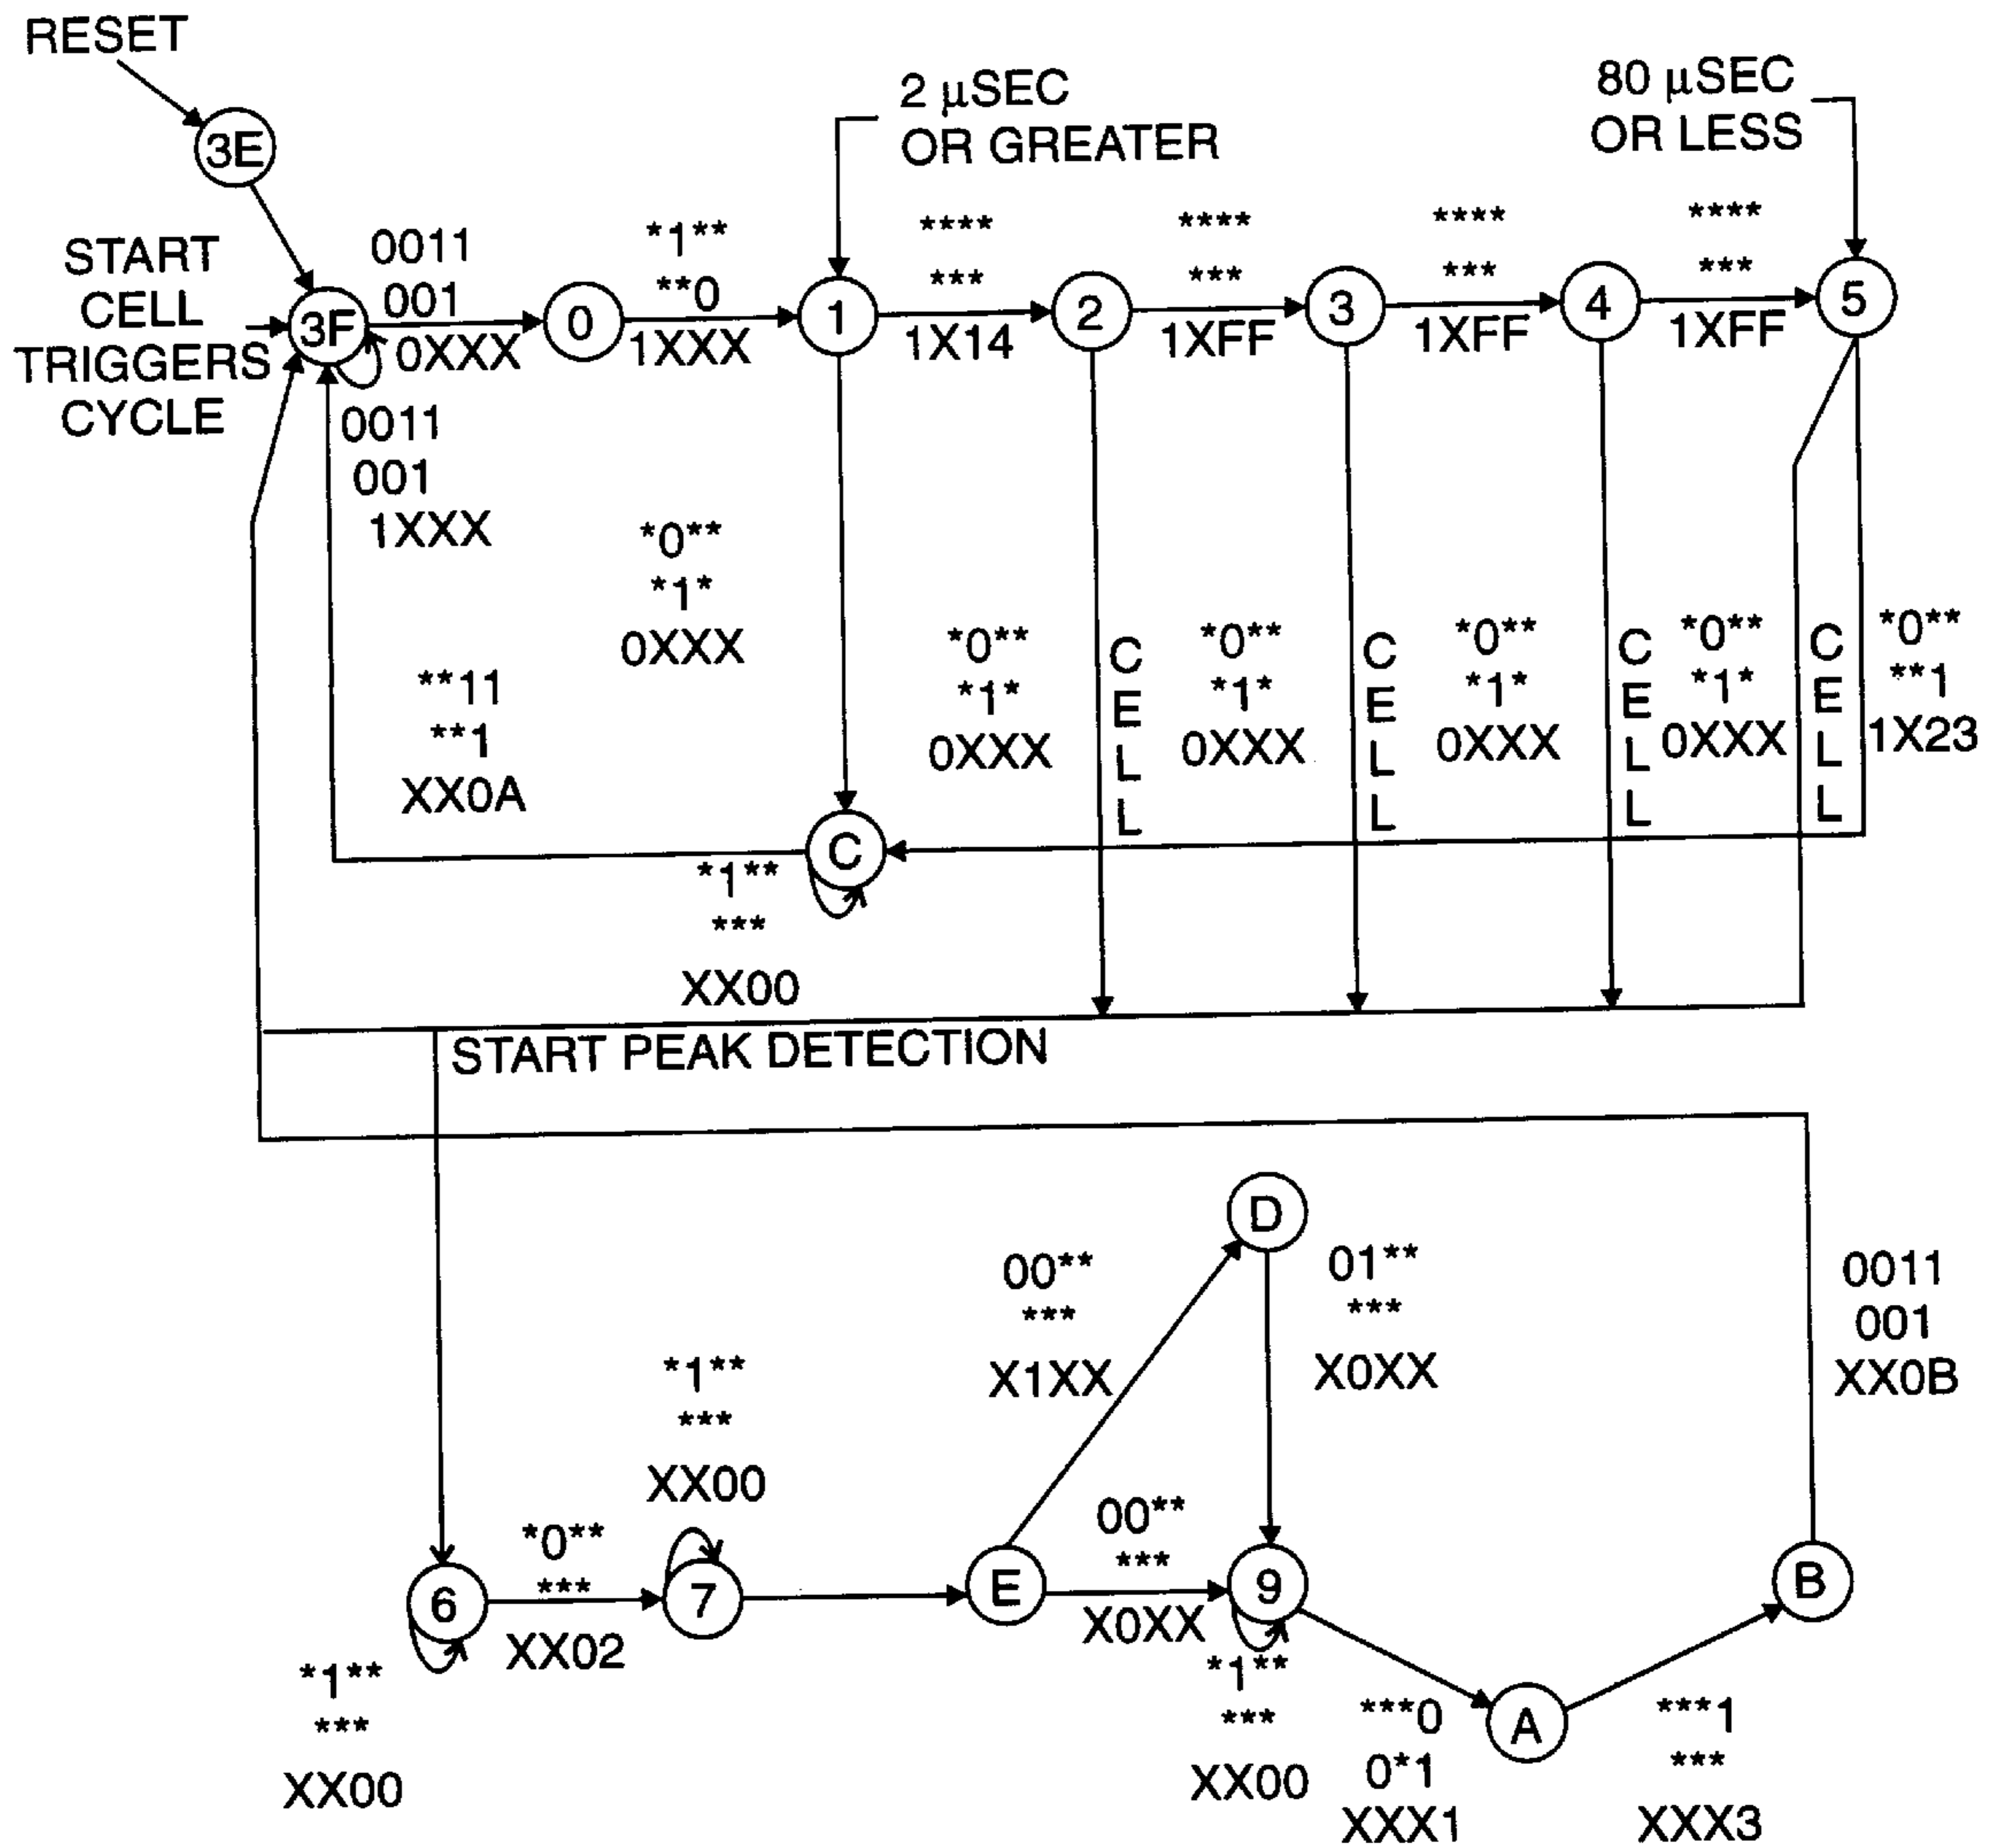 RESET
3E
2 µSEC
OR GREATER
80 µSEC
OR LESS
START
CELL
TRIGGERS
CYCLE
3F
0011
001
0XXX
0
*1**
**0
1XXX
1
****
***
1X14
2
****
***
1XFF
3
****
***
1XFF
4
****
***
1XFF
5
0011
001
1XXX
*0**
*1*
0XXX
*0**
*1*
0XXX
CELL
*0**
*1*
0XXX
CELL
*0**
*1*
0XXX
CELL
*0**
*1*
0XXX
CELL
*0**
**1
1X23
**11
**1
XX0A
C
*1**
***
XX00
START PEAK DETECTION
D
00**
***
X1XX
01**
***
X0XX
0011
001
XX0B
*1**
***
XX00
6
*0**
***
XX02
7
E
00**
***
X0XX
9
B
*1**
***
XX00
*1**
***
XX00
***0
0*1
XXX1
A
***1
***
XXX3